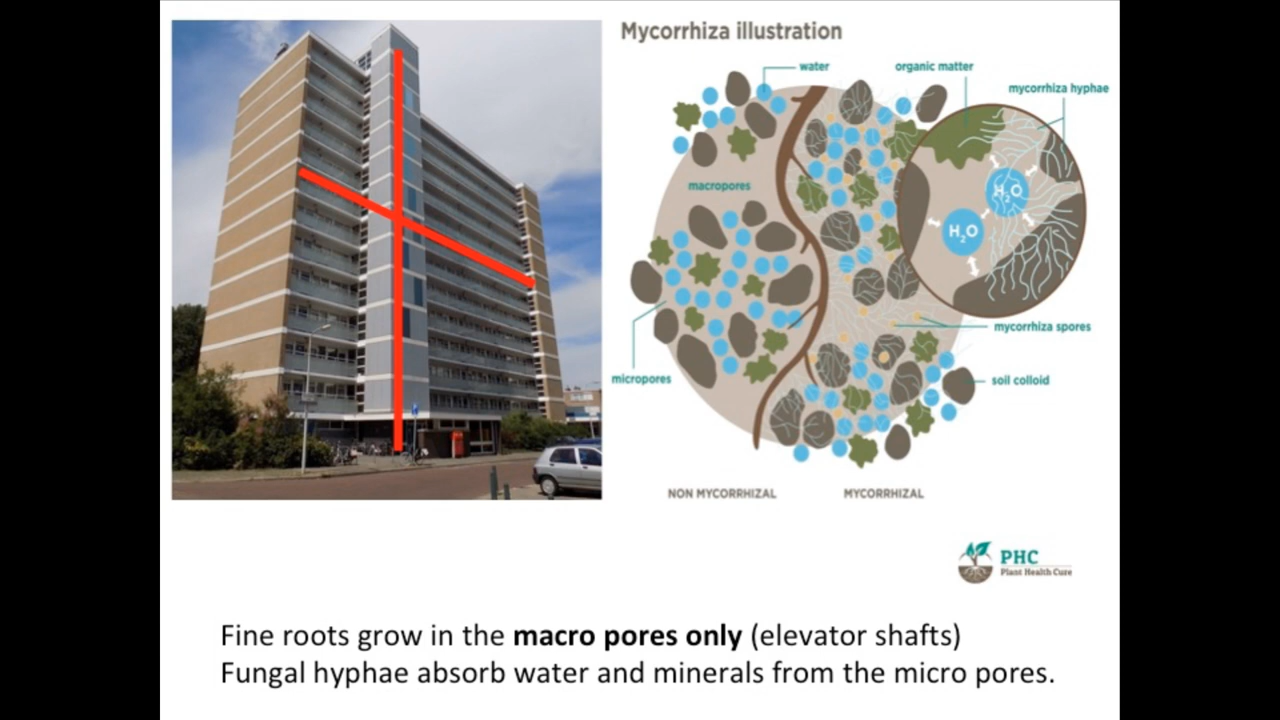 Mycorrhiza illustration
water
organic matter
mycorrhiza hyphae
macropores
H₂O
H₂O
mycorrhiza spores
micropores
soil colloid
NON MYCORRHIZAL
MYCORRHIZAL
PHC
Plant Health Cure
Fine roots grow in the macro pores only (elevator shafts)
Fungal hyphae absorb water and minerals from the micro pores.